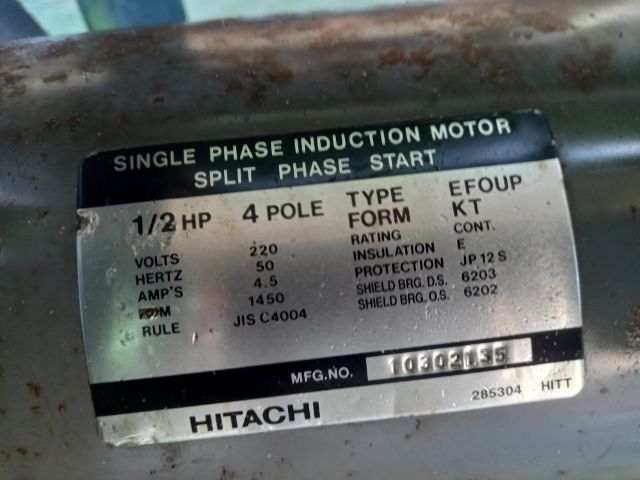 SINGLE PHASE INDUCTION MOTOR
SPLIT PHASE START
1/2 HP 4 POLE TYPE EFOUP
FORM KT
VOLTS 220 RATING CONT.
HERTZ 50 INSULATION E
AMP'S 4.5 PROTECTION JP 12 S
1450 SHIELD BRG. D.S. 6203
RULE JIS C4004 SHIELD BRG. O.S. 6202
MFG.NO. 10302135
HITACHI 285304 HITT